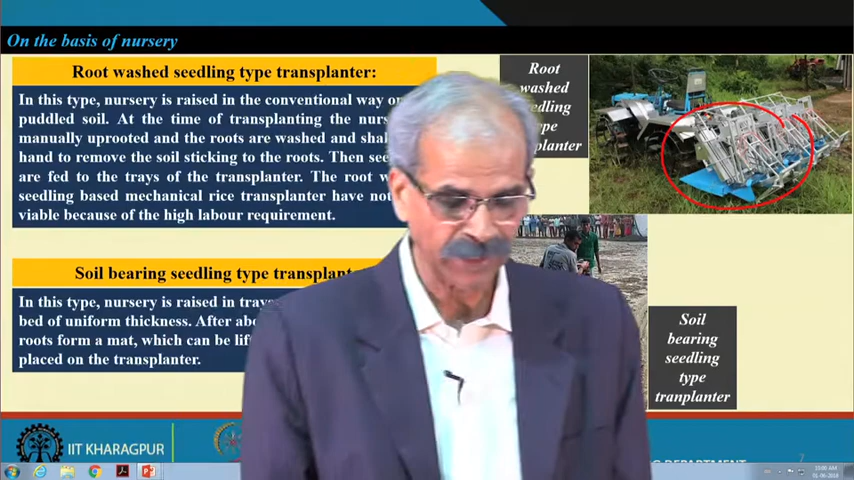 On the basis of nursery
Root washed seedling type transplanter:
In this type, nursery is raised in the conventional way or
puddled soil. At the time of transplanting the
manually uprooted and the roots are washed and
hand to remove the soil sticking to the roots. Then
are fed to the trays of the transplanter. The root
seedling based mechanical rice transplanter have not
viable because of the high labour requirement.
Root
washed
type
Soil bearing seedling type
In this type, nursery is raised in
bed of uniform thickness. After
roots form a mat, which can be
placed on the transplanter.
Soil
bearing
seedling
type
tranplanter
IIT KHARAGPUR
DEPARTMENT
7